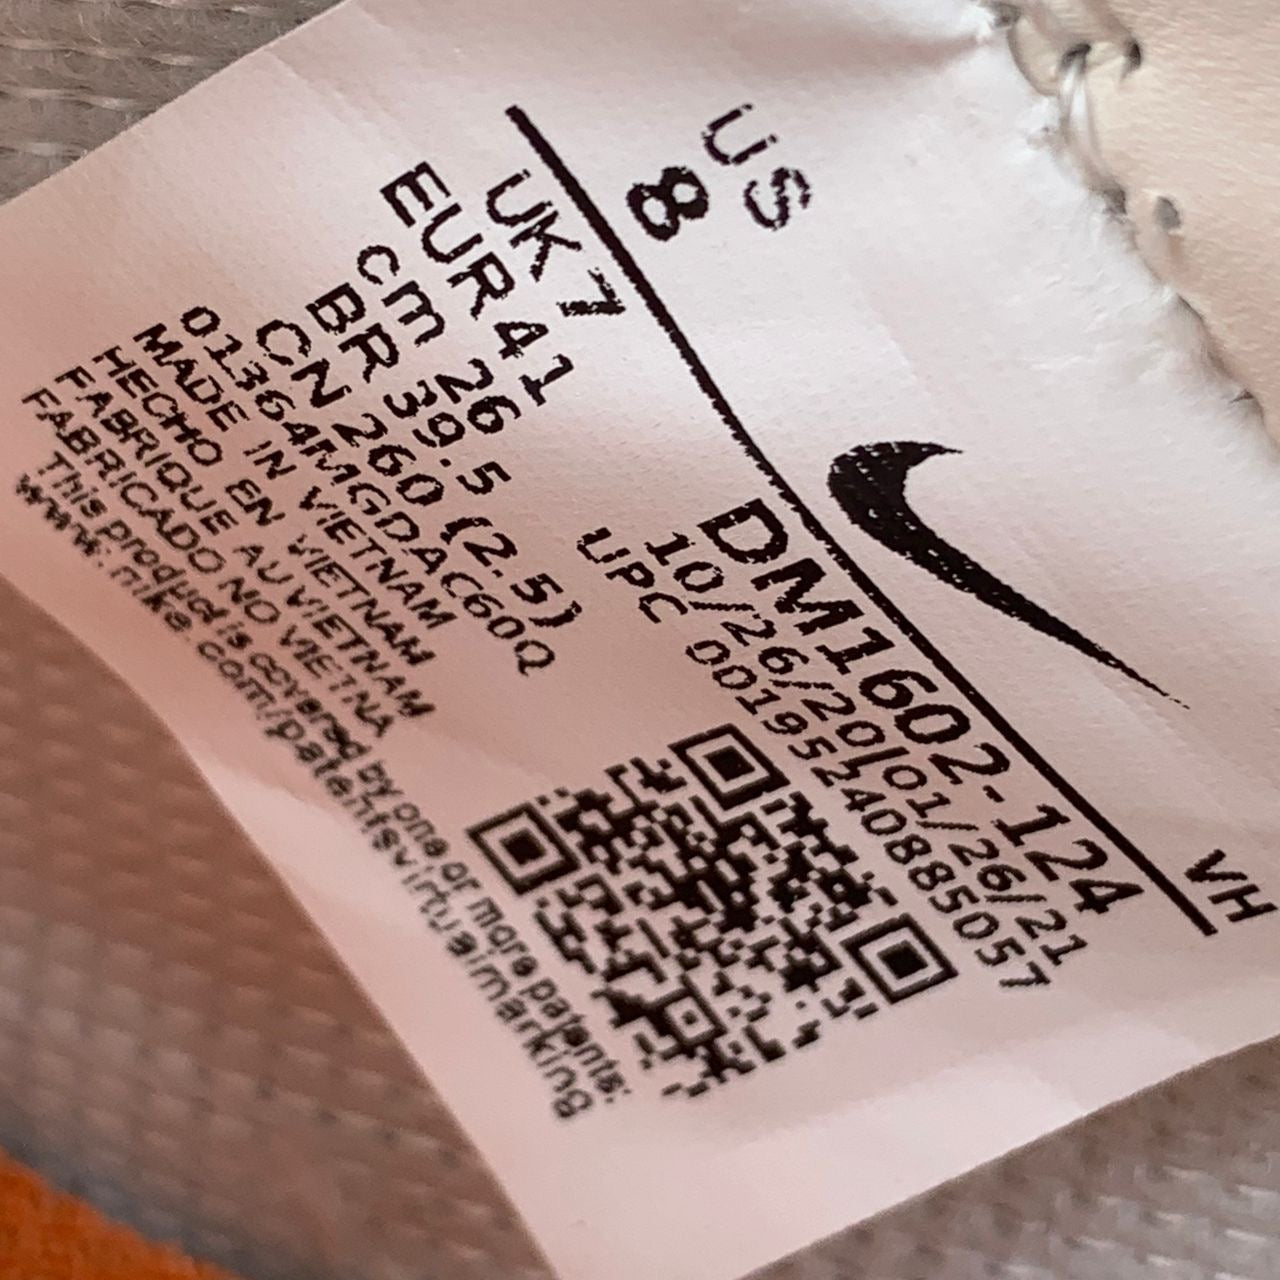 US
8
UK 7
EUR 41
cm 26
BR 39.5
CN 260 (2.5)
01364MGDAC60Q
MADE IN VIETNAM
HECHO EN VIETNAM
FABRIQUE AU VIETNAM
FABRICADO NO VIETNA
This product is covered by one or more patents:
www.nike.com/patentsvirtualmarking
VH
DM1602-124
10/26/20|01/26/21
UPC 00195240885057